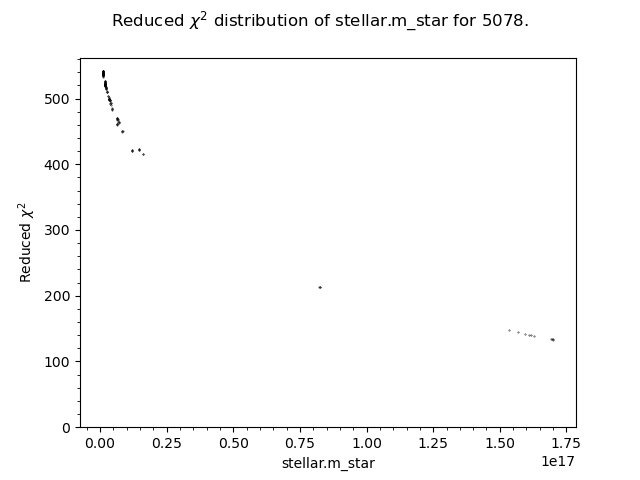 Reduced χ² distribution of stellar.m_star for 5078.
500
400
300
200
100
0
Reduced χ²
0.00 0.25 0.50 0.75 1.00 1.25 1.50 1.75
1e17
stellar.m_star